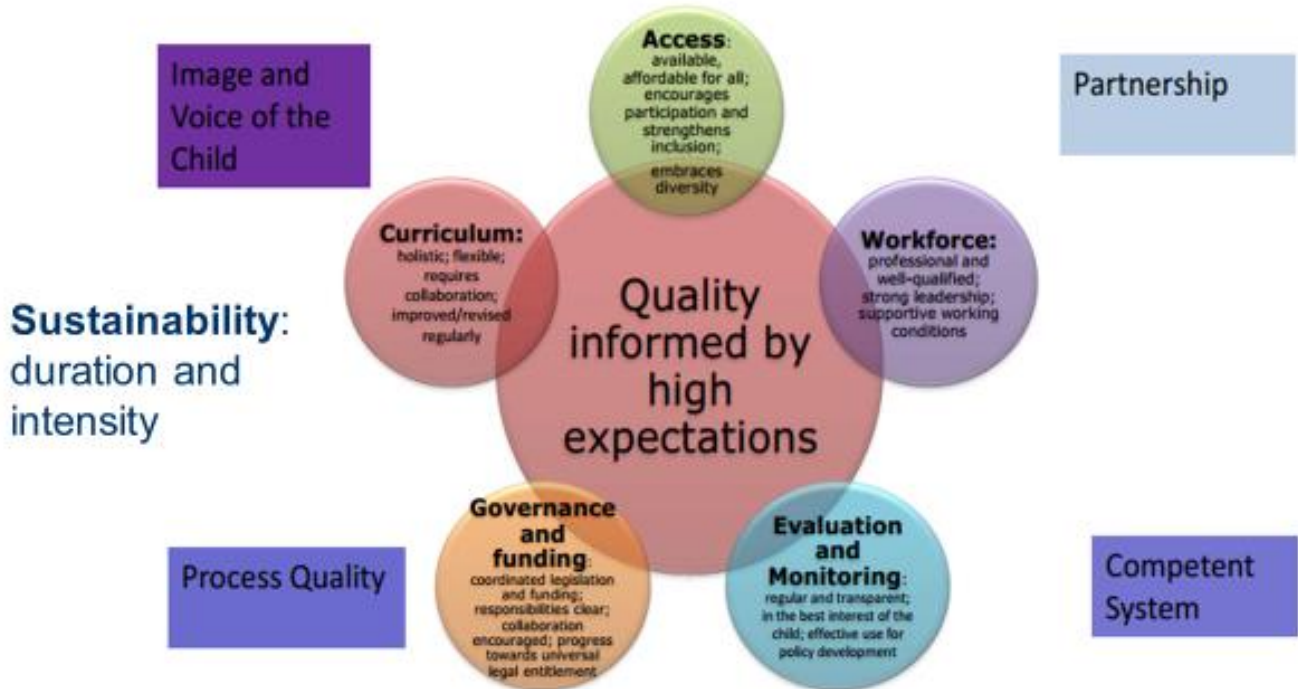 Access:
available,
affordable for all;
encourages
participation and
strengthens
inclusion;
embraces
diversity
Image and
Voice of the
Child
Partnership
Curriculum:
holistic; flexible;
requires
collaboration;
improved/revised
regularly
Workforce:
professional and
well-qualified;
strong leadership;
supportive working
conditions
Quality
informed by
high
expectations
Sustainability:
duration and
intensity
Governance
and
funding:
coordinated legislation
and funding;
responsibilities clear;
collaboration
encouraged; progress
towards universal
legal entitlement
Evaluation
and
Monitoring:
regular and transparent;
in the best interest of the
child; effective use for
policy development
Process Quality
Competent
System